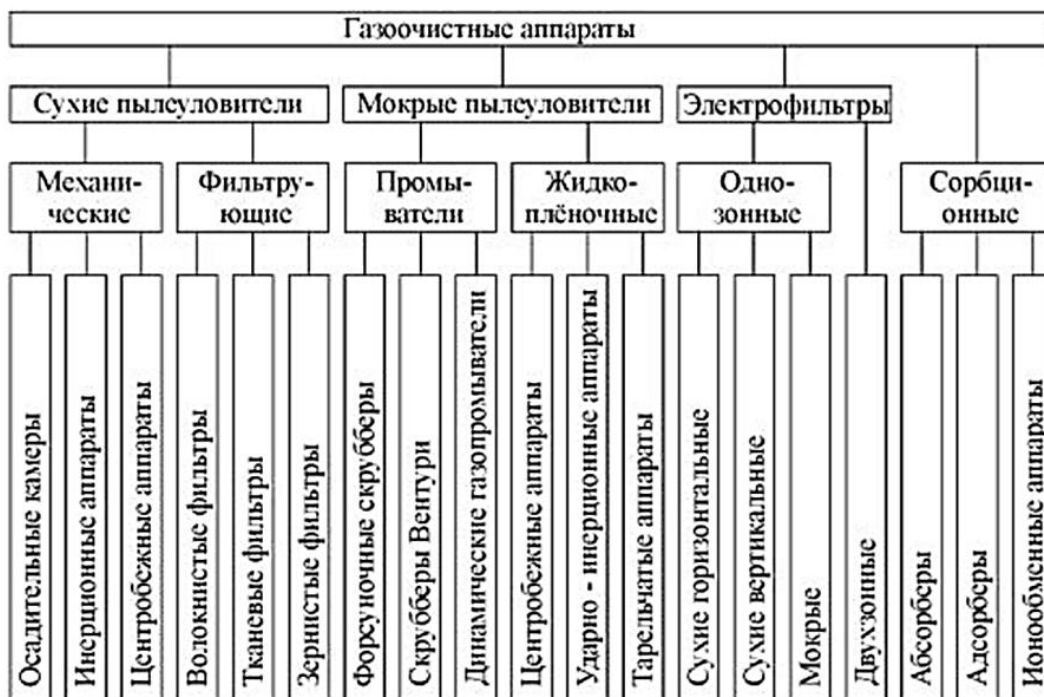 Газоочистные аппараты
Сухие пылеуловители
Мокрые пылеуловители
Электрофильтры
Механи-
ческие
Фильтру-
ющие
Промы-
ватели
Жидко-
плёночные
Одно-
зонные
Сорбци-
онные
Осадительные камеры
Инерционные аппараты
Центробежные аппараты
Волокнистые фильтры
Тканевые фильтры
Зернистые фильтры
Форсуночные скрубберы
Скрубберы Вентури
Динамические газопромыватели
Центробежные аппараты
Ударно - инерционные аппараты
Тарельчатые аппараты
Сухие горизонтальные
Сухие вертикальные
Мокрые
Двухзонные
Абсорберы
Адсорберы
Ионообменные аппараты